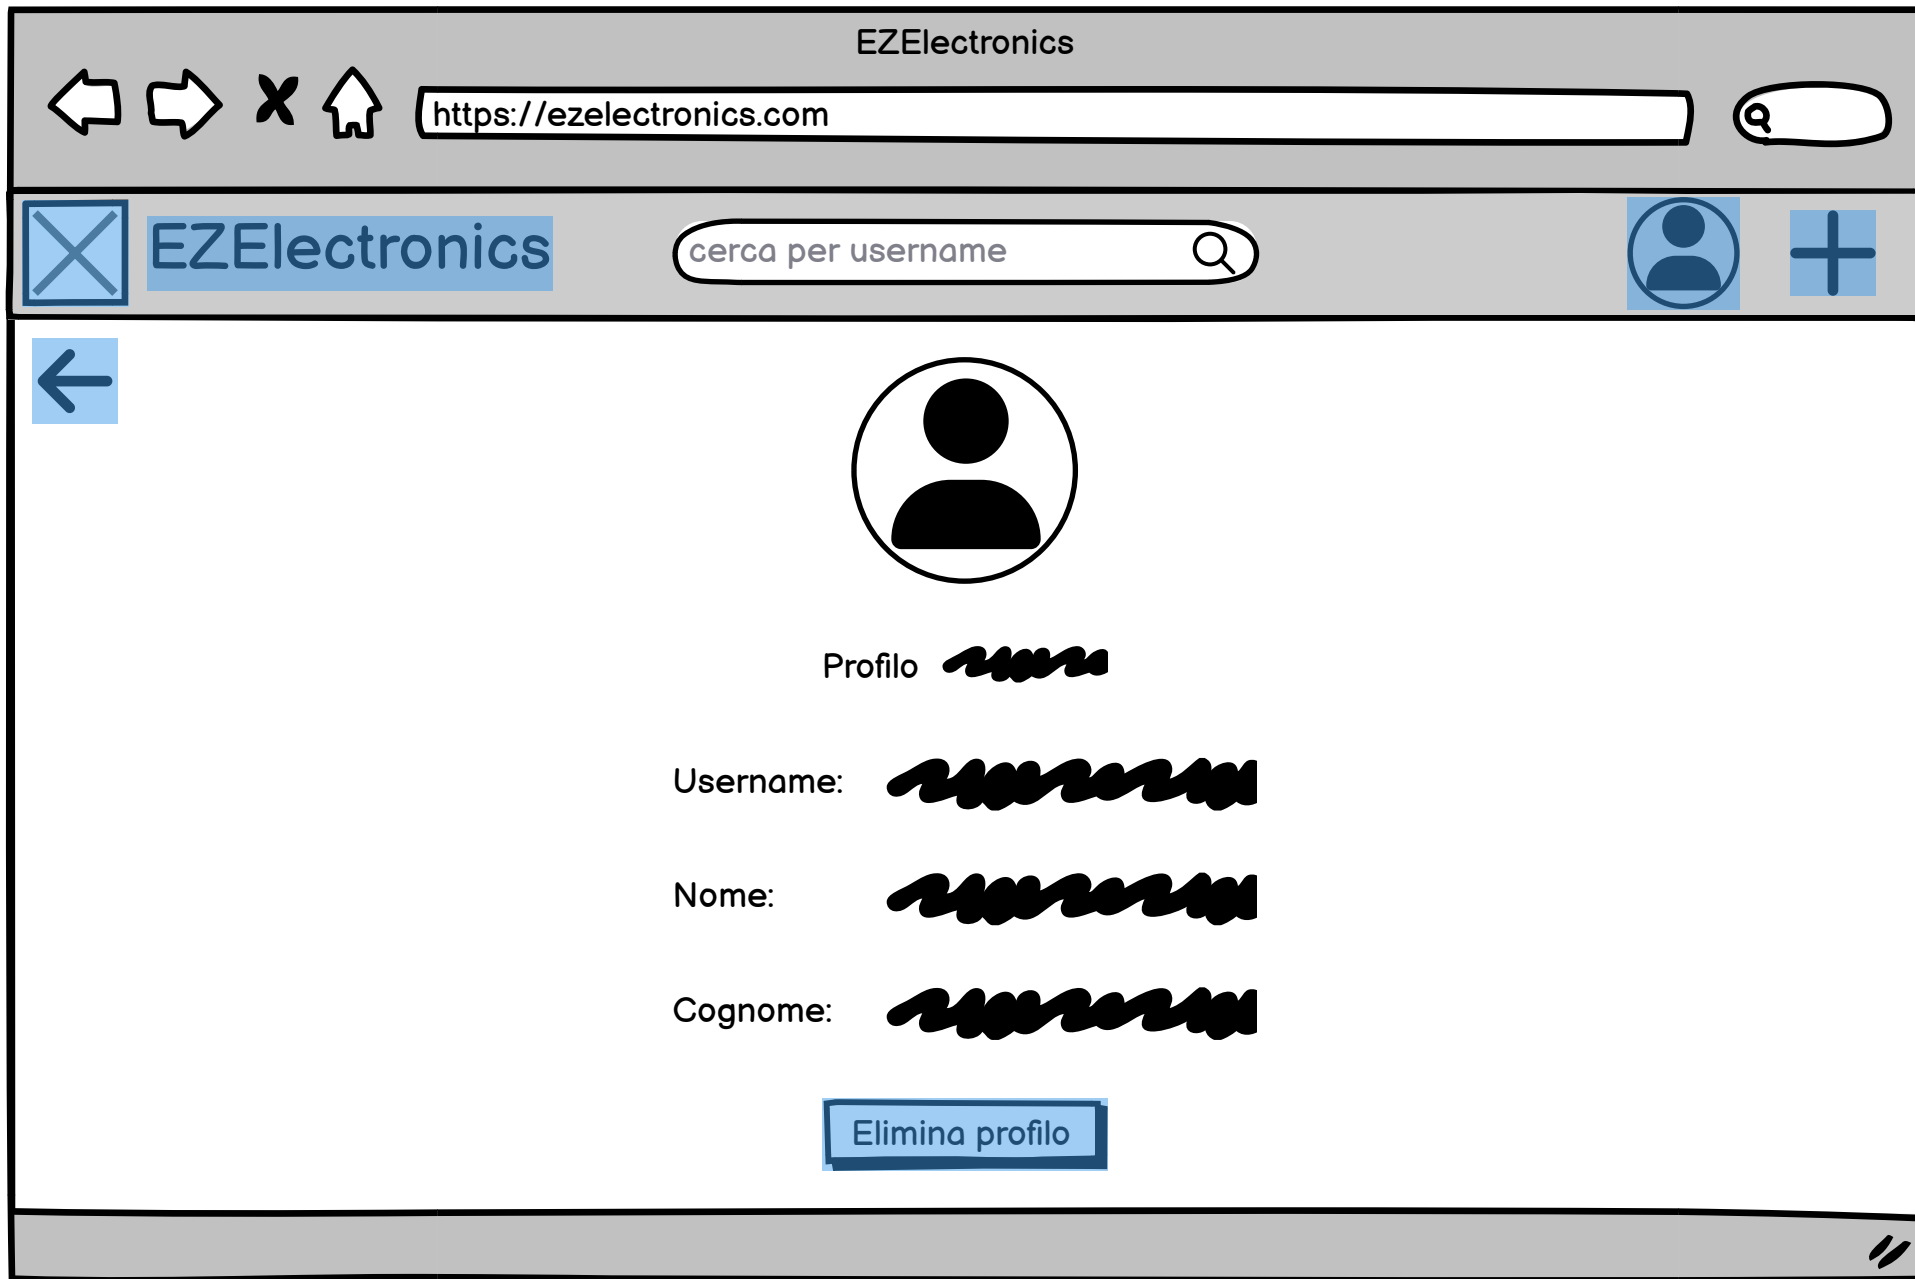 EZElectronics
https://ezelectronics.com
EZElectronics
cerca per username
Profilo
Username:
Nome:
Cognome:
Elimina profilo